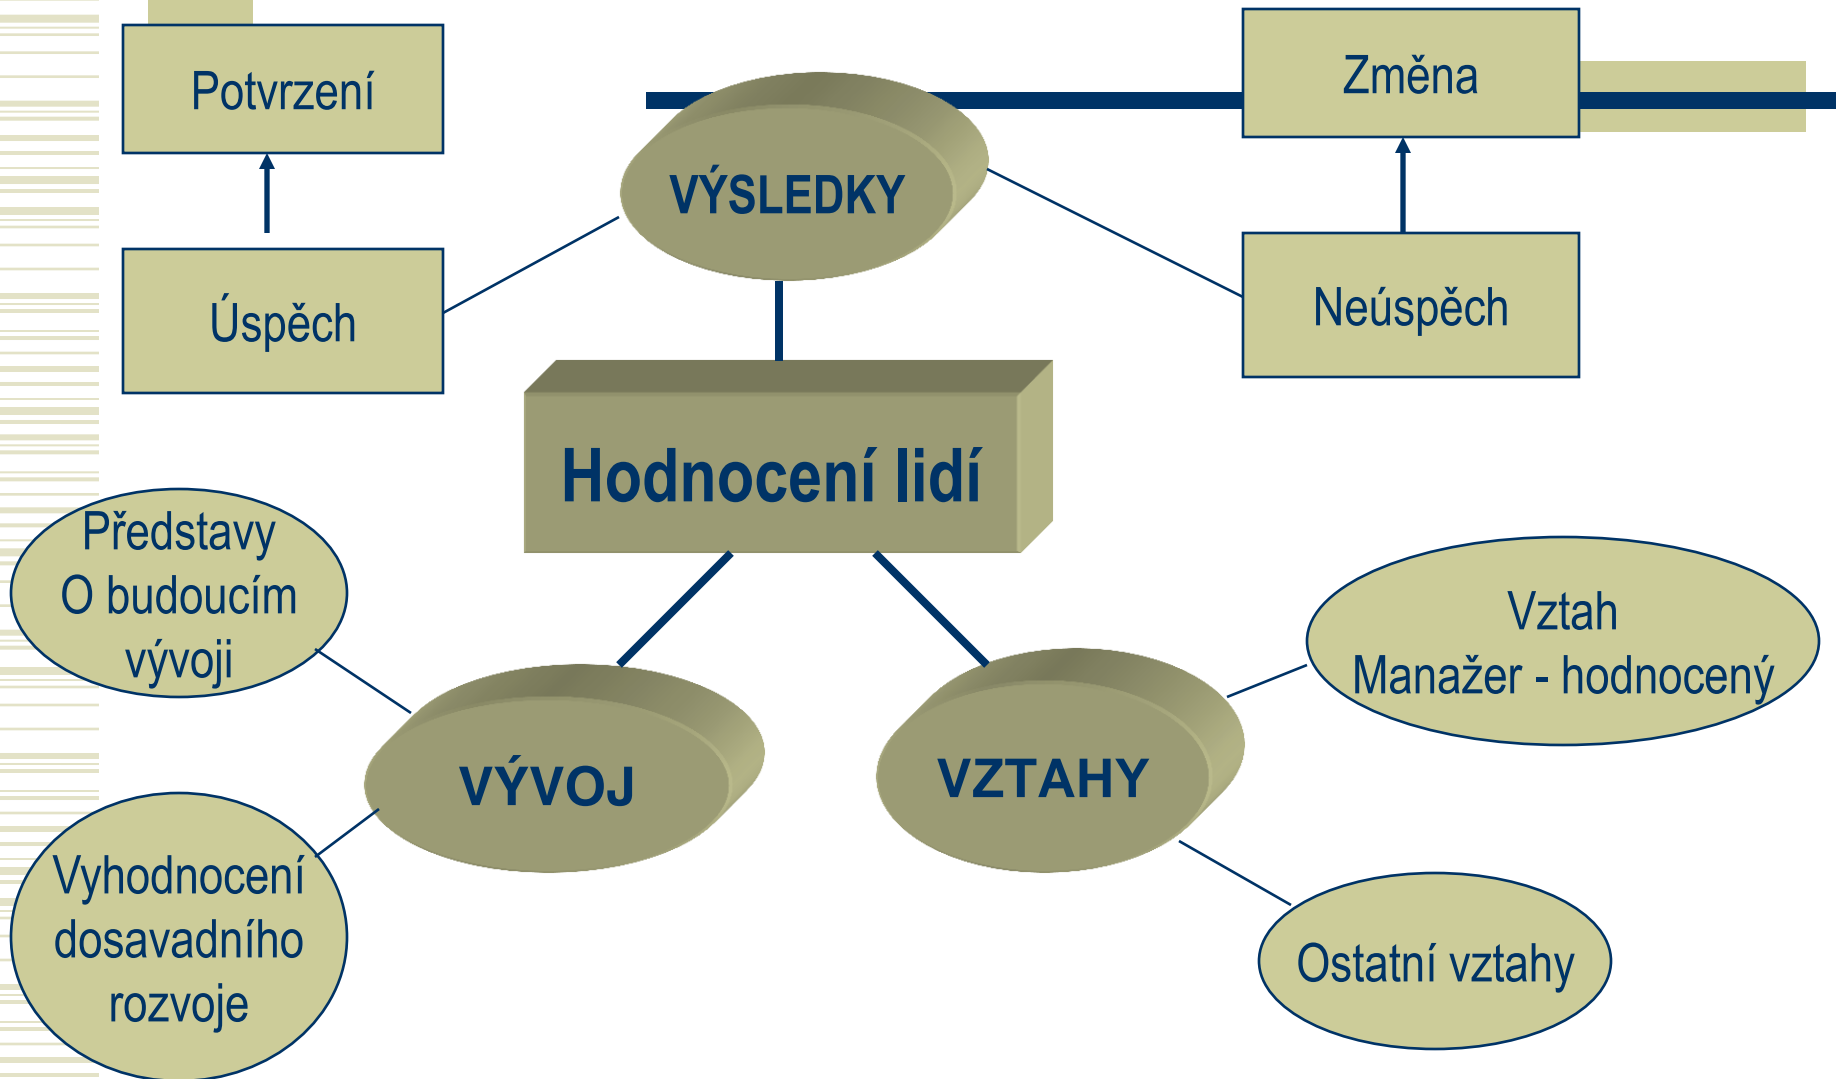 Potvrzení
Změna
VÝSLEDKY
Úspěch
Neúspěch
Hodnocení lidí
Představy
O budoucím
vývoji
Vztah
Manažer - hodnocený
VÝVOJ
VZTAHY
Vyhodnocení
dosavadního
rozvoje
Ostatní vztahy